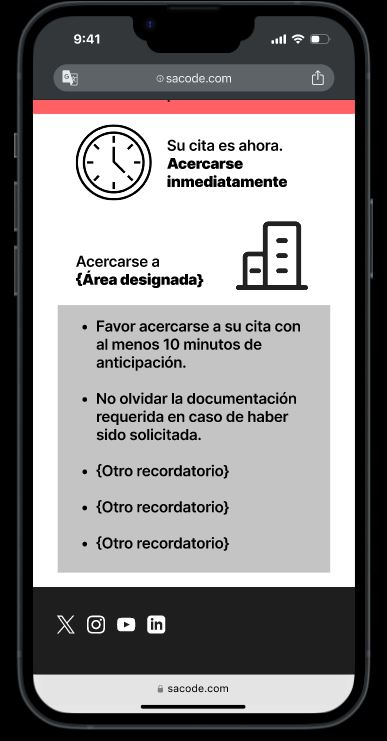 9:41
sacode.com
Su cita es ahora.
Acercarse
inmediatamente
Acercarse a
{Área designada}
• Favor acercarse a su cita con
al menos 10 minutos de
anticipación.
• No olvidar la documentación
requerida en caso de haber
sido solicitada.
• {Otro recordatorio}
• {Otro recordatorio}
• {Otro recordatorio}
in
sacode.com